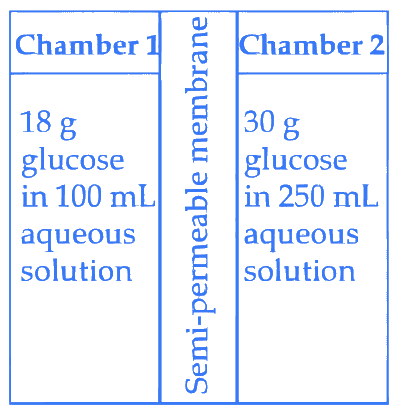 Chamber 1
18 g
glucose
in 100 mL
aqueous
solution
Semi-permeable membrane
Chamber 2
30 g
glucose
in 250 mL
aqueous
solution